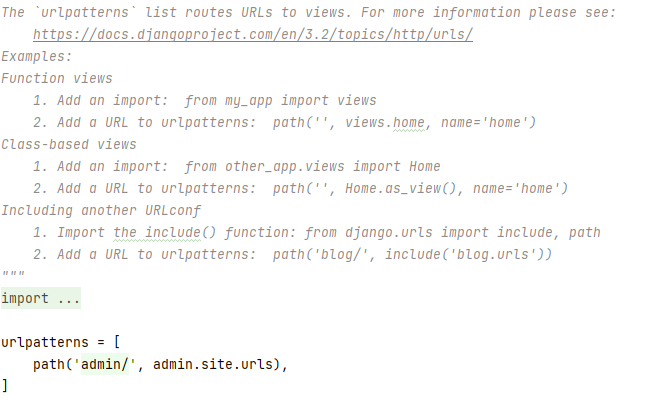 The `urlpatterns` list routes URLs to views. For more information please see:
    https://docs.djangoproject.com/en/3.2/topics/http/urls/
Examples:
Function views
    1. Add an import:  from my_app import views
    2. Add a URL to urlpatterns:  path('', views.home, name='home')
Class-based views
    1. Add an import:  from other_app.views import Home
    2. Add a URL to urlpatterns:  path('', Home.as_view(), name='home')
Including another URLconf
    1. Import the include() function: from django.urls import include, path
    2. Add a URL to urlpatterns:  path('blog/', include('blog.urls'))
"""
import ...
urlpatterns = [
    path('admin/', admin.site.urls),
]